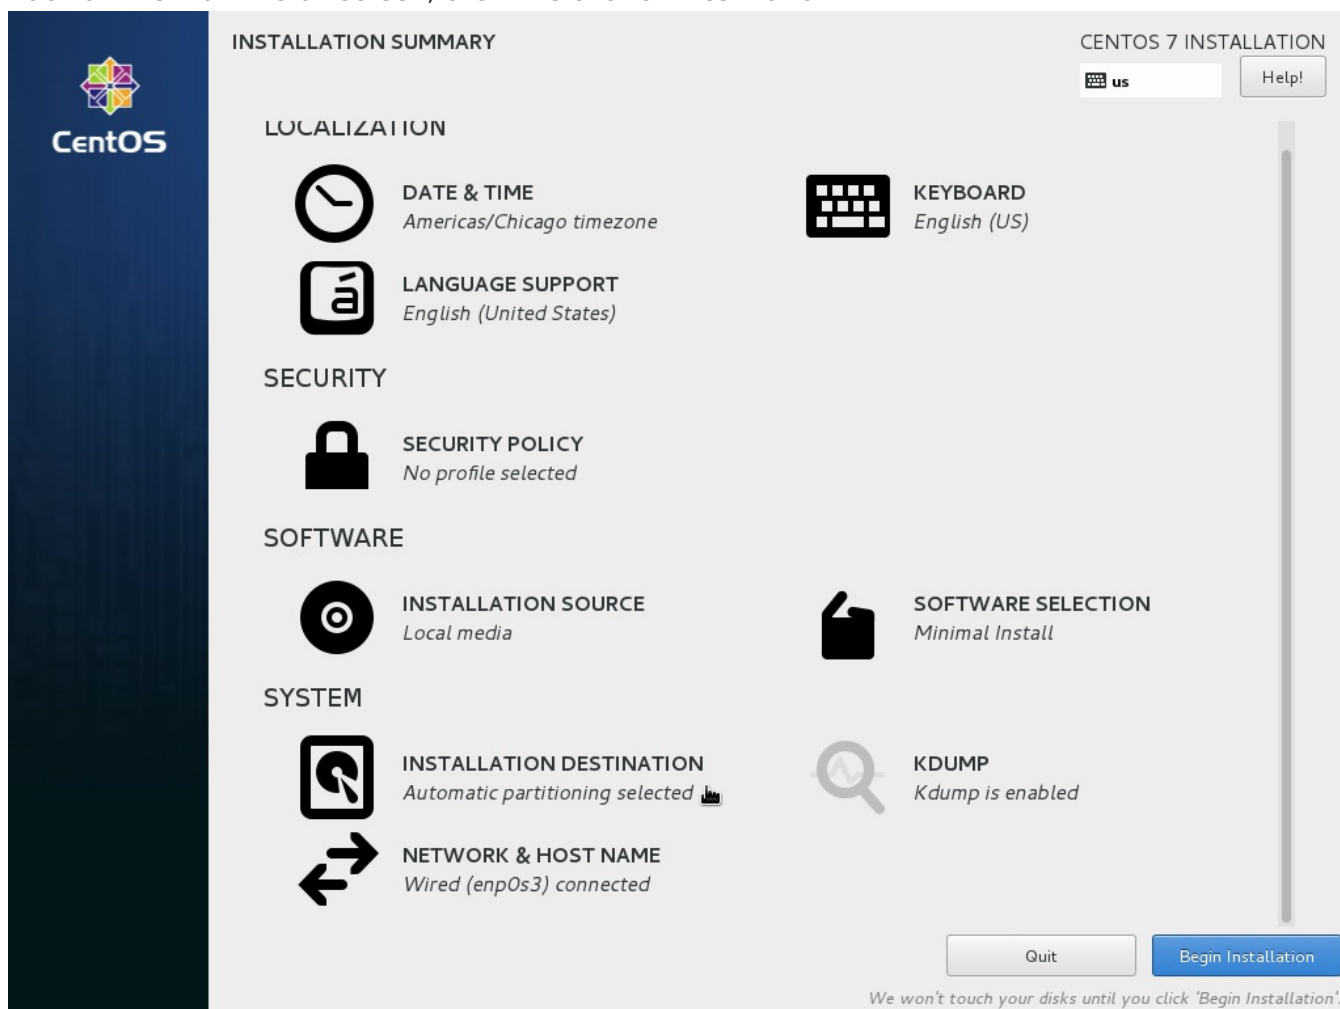 INSTALLATION SUMMARY
CENTOS 7 INSTALLATION
us
Help!
CentOS
LOCALIZATION
DATE & TIME
Americas/Chicago timezone
KEYBOARD
English (US)
LANGUAGE SUPPORT
English (United States)
SECURITY
SECURITY POLICY
No profile selected
SOFTWARE
INSTALLATION SOURCE
Local media
SOFTWARE SELECTION
Minimal Install
SYSTEM
INSTALLATION DESTINATION
Automatic partitioning selected
KDUMP
Kdump is enabled
NETWORK & HOST NAME
Wired (enp0s3) connected
Quit
Begin Installation
We won't touch your disks until you click 'Begin Installation'.